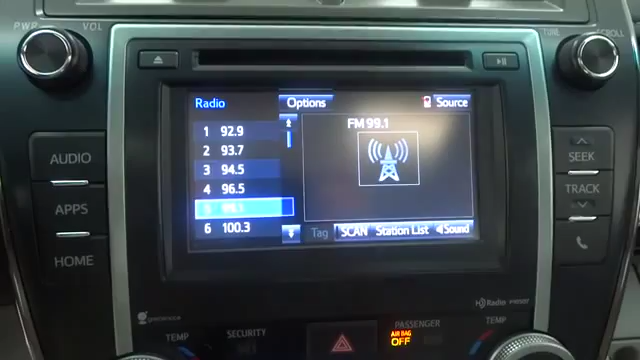 PWR VOL
TUNE SCROLL
Radio Options Source
FM 99.1
1 92.9
2 93.7
3 94.5
4 96.5
5 99.1
6 100.3
Tag SCAN Station List Sound
AUDIO
APPS
HOME
SEEK
TRACK
HD Radio
TEMP SECURITY
AIR BAG
OFF
PASSENGER
TEMP